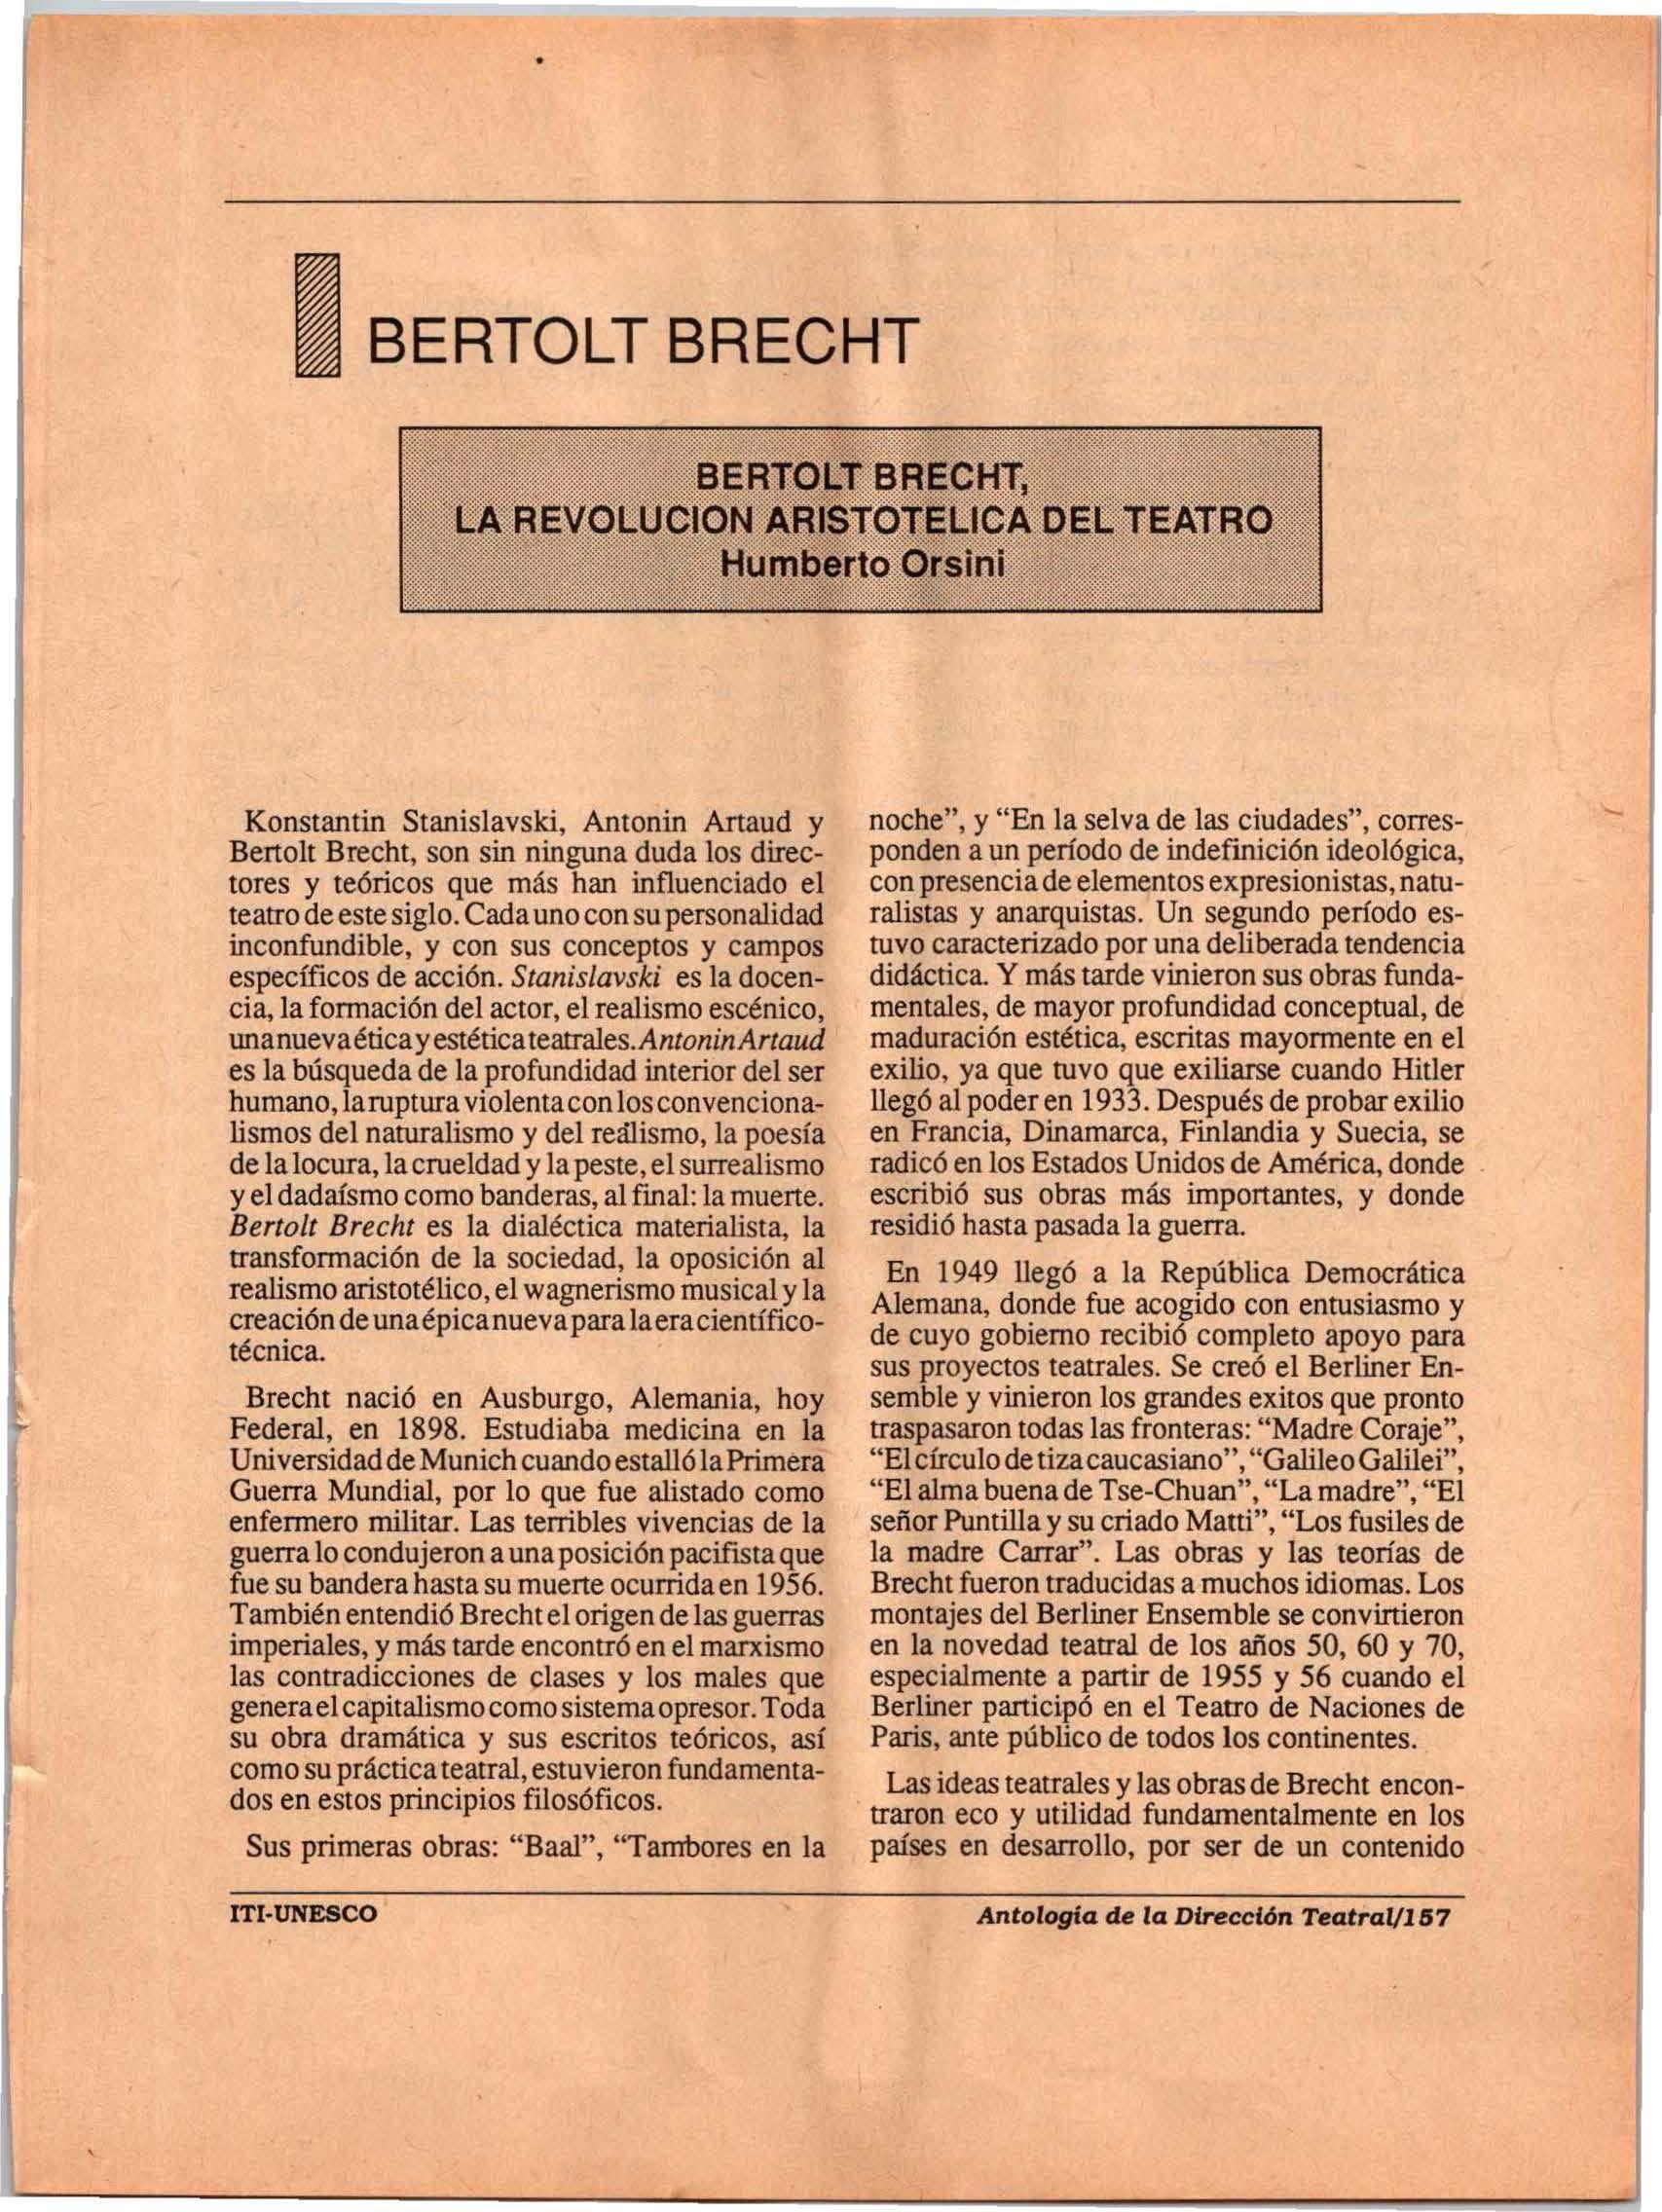 BERTOLT BRECHT
BERTOLT BRECHT,
LA REVOLUCION ARISTOTELICA DEL TEATRO
Humberto Orsini
Konstantin Stanislavski, Antonin Artaud y
Bertolt Brecht, son sin ninguna duda los direc-
tores y teóricos que más han influenciado el
teatro de este siglo. Cada uno con su personalidad
inconfundible, y con sus conceptos y campos
específicos de acción. Stanislavski es la docen-
cia, la formación del actor, el realismo escénico,
una nueva ética y estética teatrales. Antonin Artaud
es la búsqueda de la profundidad interior del ser
humano, la ruptura violenta con los convenciona-
lismos del naturalismo y del realismo, la poesía
de la locura, la crueldad y la peste, el surrealismo
y el dadaísmo como banderas, al final: la muerte.
Bertolt Brecht es la dialéctica materialista, la
transformación de la sociedad, la oposición al
realismo aristotélico, el wagnerismo musical y la
creación de una épica nueva para la era científico-
técnica.
Brecht nació en Ausburgo, Alemania, hoy
Federal, en 1898. Estudiaba medicina en la
Universidad de Munich cuando estalló la Primera
Guerra Mundial, por lo que fue alistado como
enfermero militar. Las terribles vivencias de la
guerra lo condujeron a una posición pacifista que
fue su bandera hasta su muerte ocurrida en 1956.
También entendió Brecht el origen de las guerras
imperiales, y más tarde encontró en el marxismo
las contradicciones de clases y los males que
genera el capitalismo como sistema opresor. Toda
su obra dramática y sus escritos teóricos, así
como su práctica teatral, estuvieron fundamenta-
dos en estos principios filosóficos.
Sus primeras obras: “Baal”, “Tambores en la
noche”, y “En la selva de las ciudades”, corres-
ponden a un período de indefinición ideológica,
con presencia de elementos expresionistas, natu-
ralistas y anarquistas. Un segundo período es-
tuvo caracterizado por una deliberada tendencia
didáctica. Y más tarde vinieron sus obras funda-
mentales, de mayor profundidad conceptual, de
maduración estética, escritas mayormente en el
exilio, ya que tuvo que exiliarse cuando Hitler
llegó al poder en 1933. Después de probar exilio
en Francia, Dinamarca, Finlandia y Suecia, se
radicó en los Estados Unidos de América, donde
escribió sus obras más importantes, y donde
residió hasta pasada la guerra.
En 1949 llegó a la República Democrática
Alemana, donde fue acogido con entusiasmo y
de cuyo gobierno recibió completo apoyo para
sus proyectos teatrales. Se creó el Berliner En-
semble y vinieron los grandes exitos que pronto
traspasaron todas las fronteras: “Madre Coraje”,
“El círculo de tiza caucasiano”, “Galileo Galilei”,
“El alma buena de Tse-Chuan”, “La madre”, “El
señor Puntilla y su criado Matti”, “Los fusiles de
la madre Carrar”. Las obras y las teorías de
Brecht fueron traducidas a muchos idiomas. Los
montajes del Berliner Ensemble se convirtieron
en la novedad teatral de los años 50, 60 y 70,
especialmente a partir de 1955 y 56 cuando el
Berliner participó en el Teatro de Naciones de
Paris, ante público de todos los continentes.
Las ideas teatrales y las obras de Brecht encon-
traron eco y utilidad fundamentalmente en los
países en desarrollo, por ser de un contenido
ITI-UNESCO
Antología de la Dirección Teatral/157